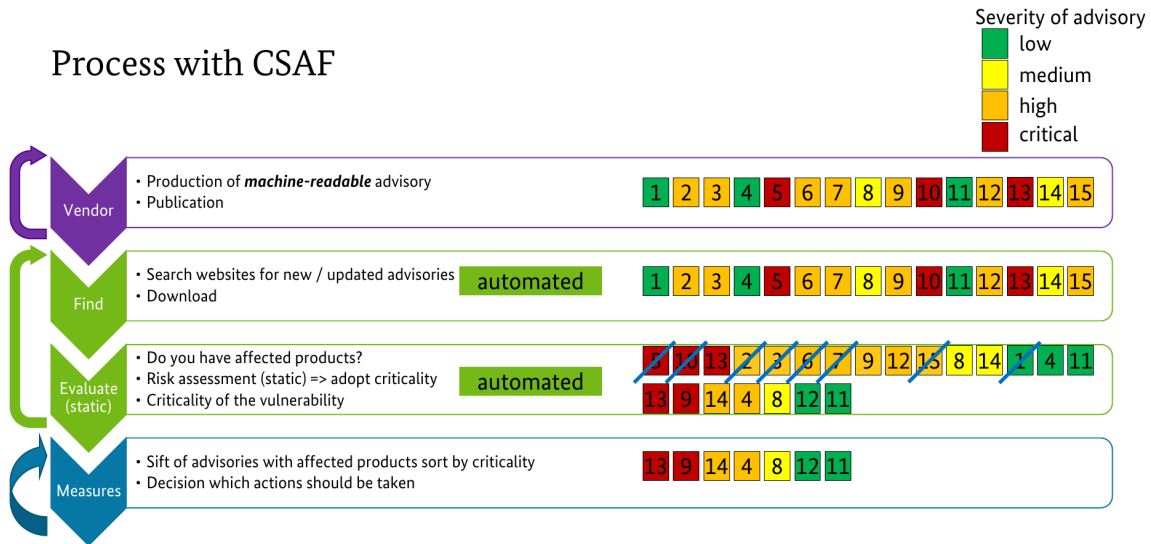 Severity of advisory
low
medium
high
critical
Process with CSAF
Vendor
• Production of machine-readable advisory
• Publication
1 2 3 4 5 6 7 8 9 10 11 12 13 14 15
Find
• Search websites for new / updated advisories
• Download
automated
1 2 3 4 5 6 7 8 9 10 11 12 13 14 15
Evaluate
(static)
• Do you have affected products?
• Risk assessment (static) => adopt criticality
• Criticality of the vulnerability
automated
5 10 13 2 3 6 7 9 12 15 8 14 1 4 11
13 9 14 4 8 12 11
Measures
• Sift of advisories with affected products sort by criticality
• Decision which actions should be taken
13 9 14 4 8 12 11